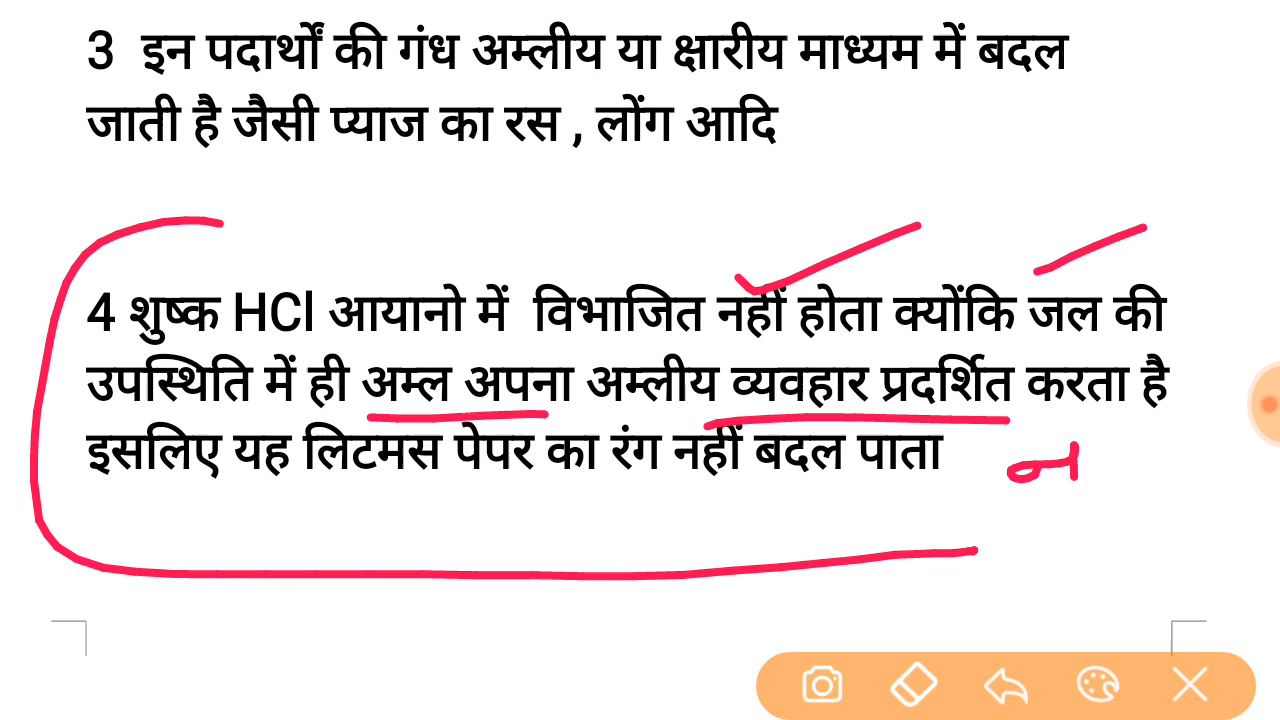 3 इन पदार्थों की गंध अम्लीय या क्षारीय माध्यम में बदल
जाती है जैसी प्याज का रस , लोंग आदि
4 शुष्क HCl आयानो में विभाजित नहीं होता क्योंकि जल की
उपस्थिति में ही अम्ल अपना अम्लीय व्यवहार प्रदर्शित करता है
इसलिए यह लिटमस पेपर का रंग नहीं बदल पाता
न